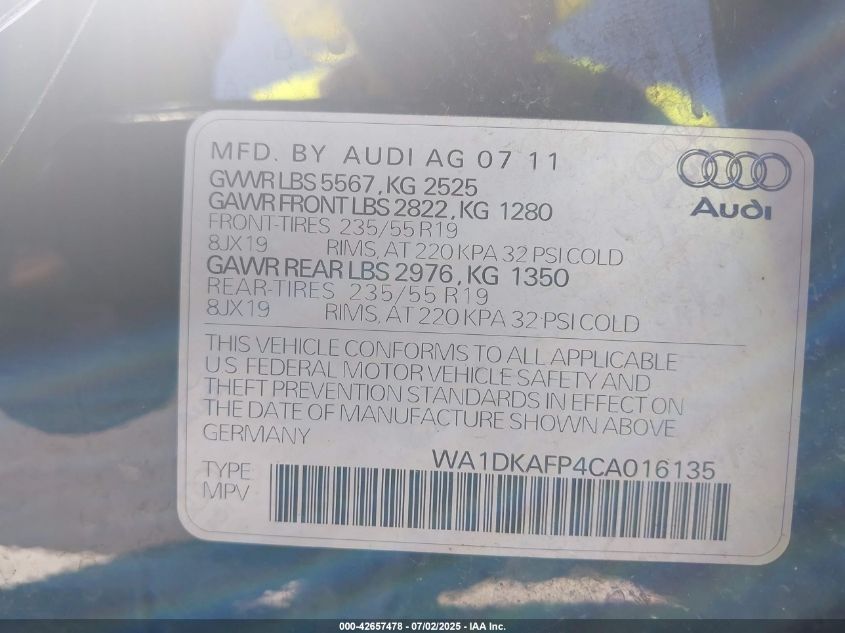 MFD. BY AUDI AG 07 11
GVWR LBS 5567, KG 2525
GAWR FRONT LBS 2822, KG 1280
FRONT-TIRES 235/55 R19
8JX19 RIMS, AT 220 KPA 32 PSI COLD
GAWR REAR LBS 2976, KG 1350
REAR-TIRES 235/55 R19
8JX19 RIMS, AT 220 KPA 32 PSI COLD
Audi
THIS VEHICLE CONFORMS TO ALL APPLICABLE
U.S. FEDERAL MOTOR VEHICLE SAFETY AND
THEFT PREVENTION STANDARDS IN EFFECT ON
THE DATE OF MANUFACTURE SHOWN ABOVE
GERMANY
WA1DKAFP4CA016135
TYPE
MPV
000-42657478 - 07/02/2025 - IAA Inc.